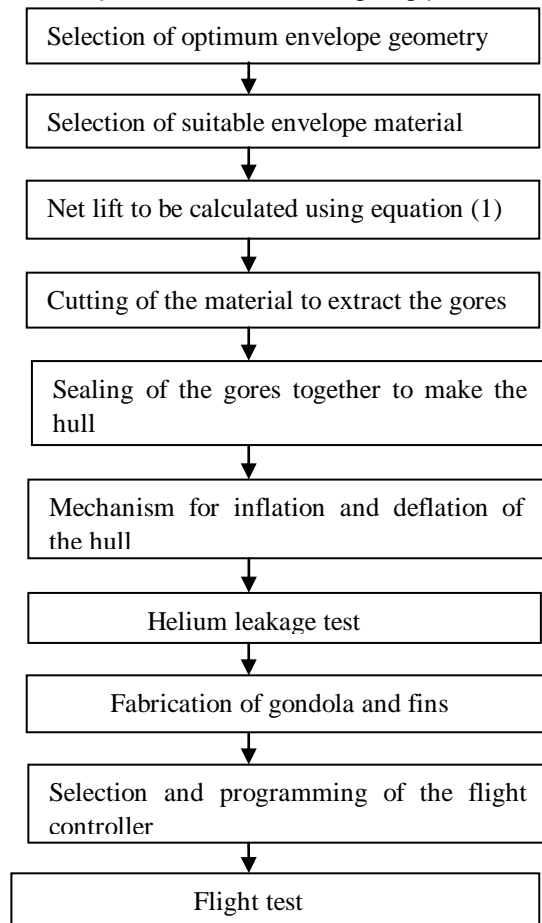 Selection of optimum envelope geometry
Selection of suitable envelope material
Net lift to be calculated using equation (1)
Cutting of the material to extract the gores
Sealing of the gores together to make the
hull
Mechanism for inflation and deflation of
the hull
Helium leakage test
Fabrication of gondola and fins
Selection and programming of the flight
controller
Flight test